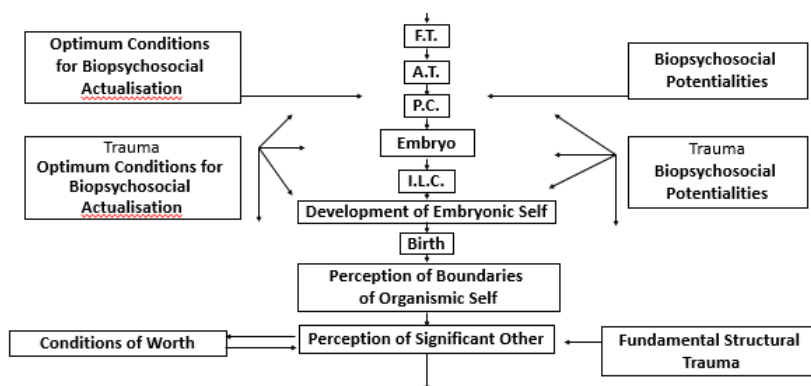 F.T.
Optimum Conditions
for Biopsychosocial
Actualisation
Biopsychosocial
Potentialities
A.T.
P.C.
Embryo
Trauma
Optimum Conditions for
Biopsychosocial
Actualisation
Trauma
Biopsychosocial
Potentialities
I.L.C.
Development of Embryonic Self
Birth
Perception of Boundaries
of Organismic Self
Conditions of Worth
Perception of Significant Other
Fundamental Structural
Trauma